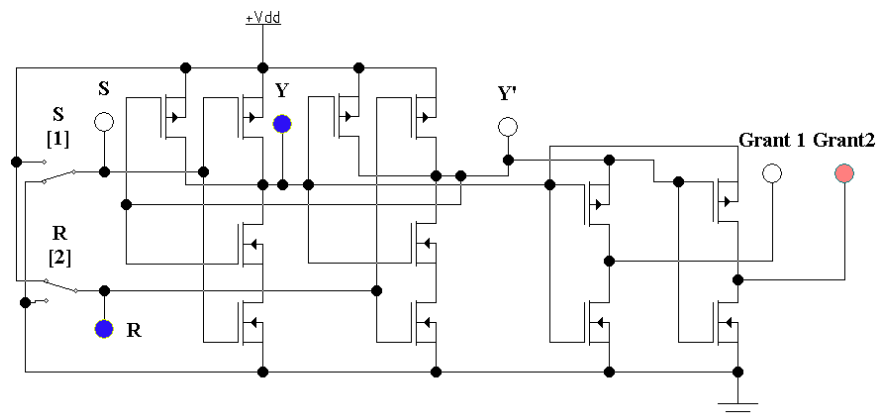 +Vdd
S
Y
Y'
S
[1]
Grant 1 Grant2
R
[2]
R